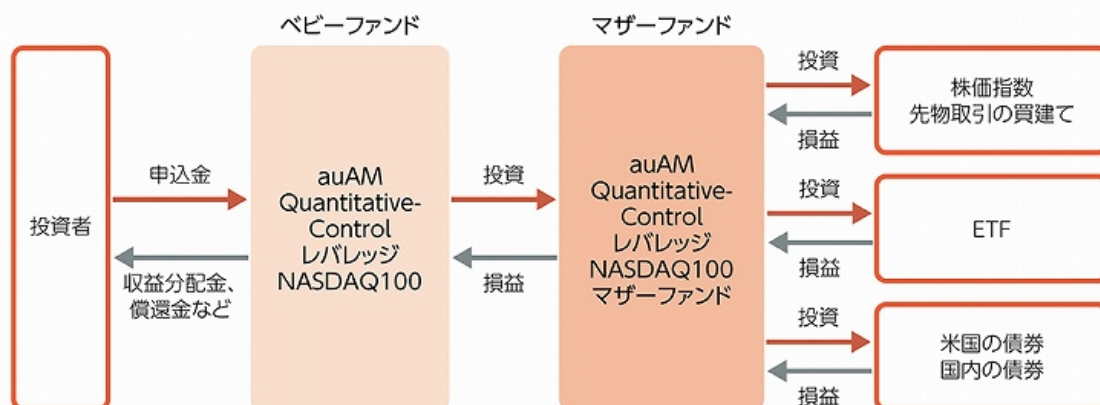 ベビーファンド
マザーファンド
投資者
申込金
収益分配金、
償還金など
auAM
Quantitative-
Control
レバレッジ
NASDAQ100
投資
損益
auAM
Quantitative-
Control
レバレッジ
NASDAQ100
マザーファンド
投資
損益
株価指数
先物取引の買建て
投資
損益
ETF
投資
損益
米国の債券
国内の債券